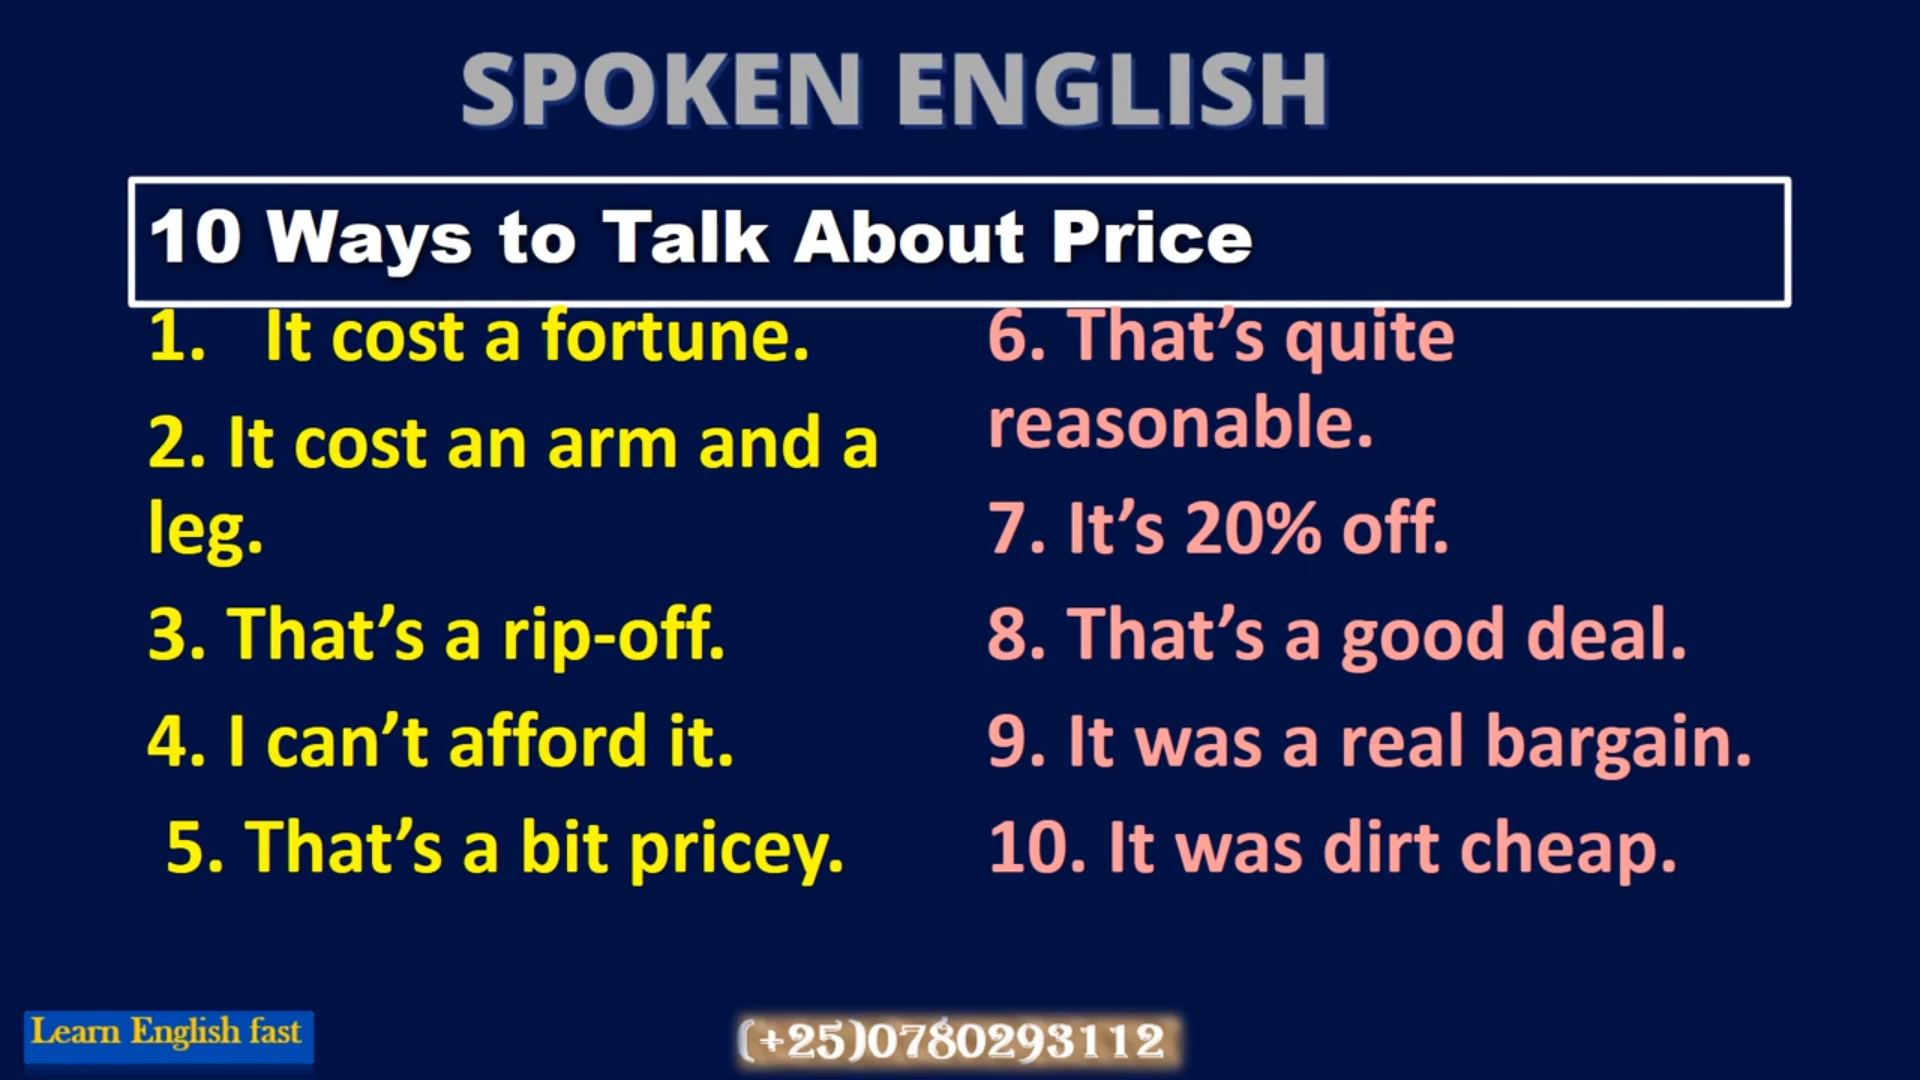 SPOKEN ENGLISH
10 Ways to Talk About Price
1. It cost a fortune.
2. It cost an arm and a
leg.
3. That’s a rip-off.
4. I can’t afford it.
5. That’s a bit pricey.
6. That’s quite
reasonable.
7. It’s 20% off.
8. That’s a good deal.
9. It was a real bargain.
10. It was dirt cheap.
Learn English fast
(+25)0780293112